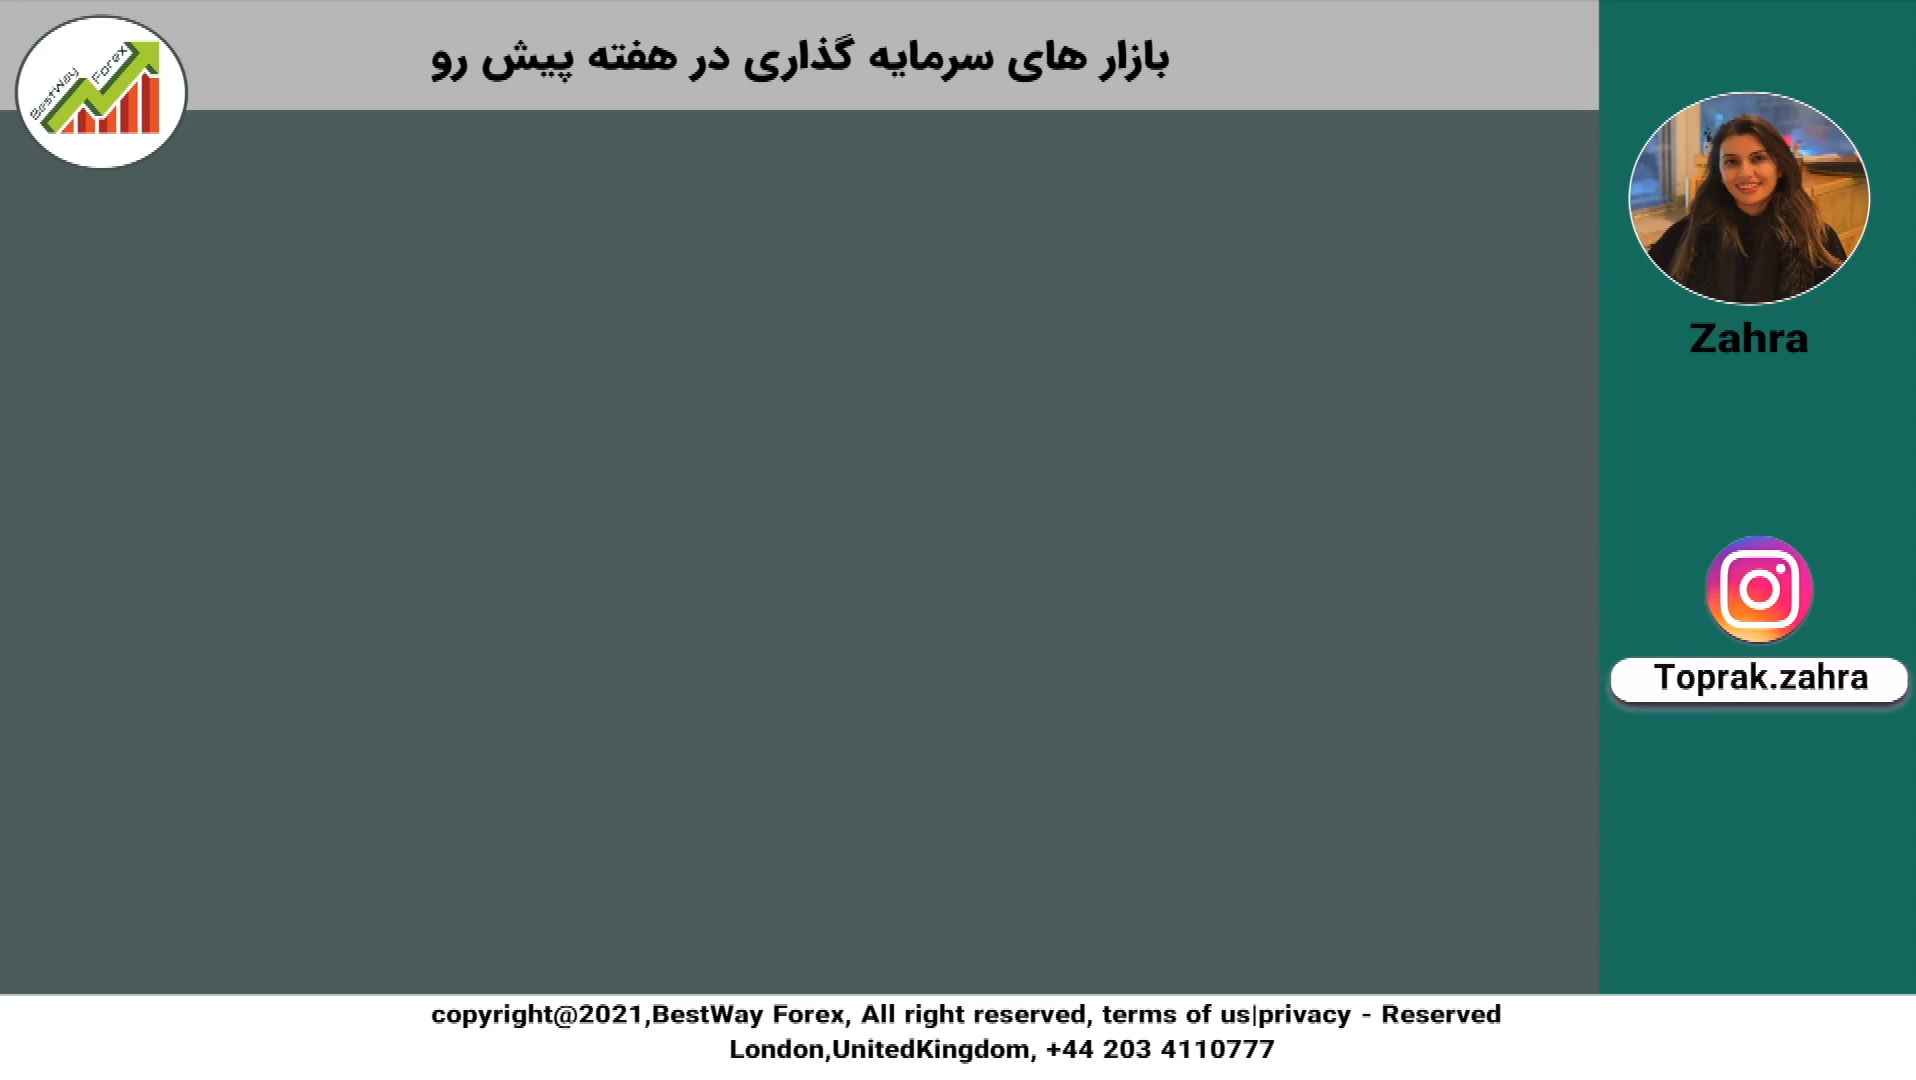 بازار های سرمایه گذاری در هفته پیش رو
BestWay Forex
Zahra
Toprak.zahra
copyright@2021,BestWay Forex, All right reserved, terms of us|privacy - Reserved
London,UnitedKingdom, +44 203 4110777